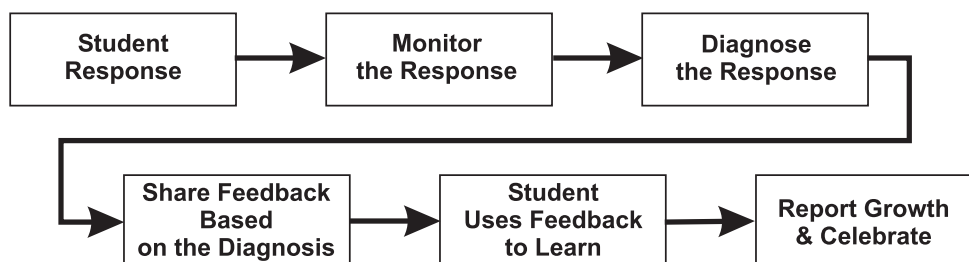 Student
Response
Monitor
the Response
Diagnose
the Response
Share Feedback
Based
on the Diagnosis
Student
Uses Feedback
to Learn
Report Growth
& Celebrate